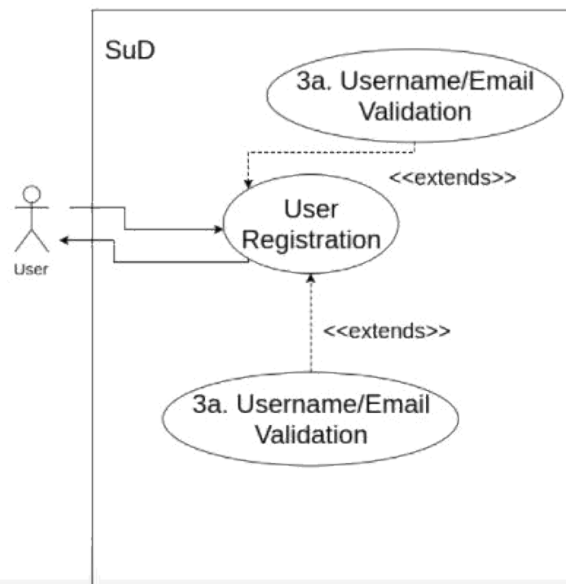 SuD
3a. Username/Email
Validation
<<extends>>
User
Registration
User
<<extends>>
3a. Username/Email
Validation